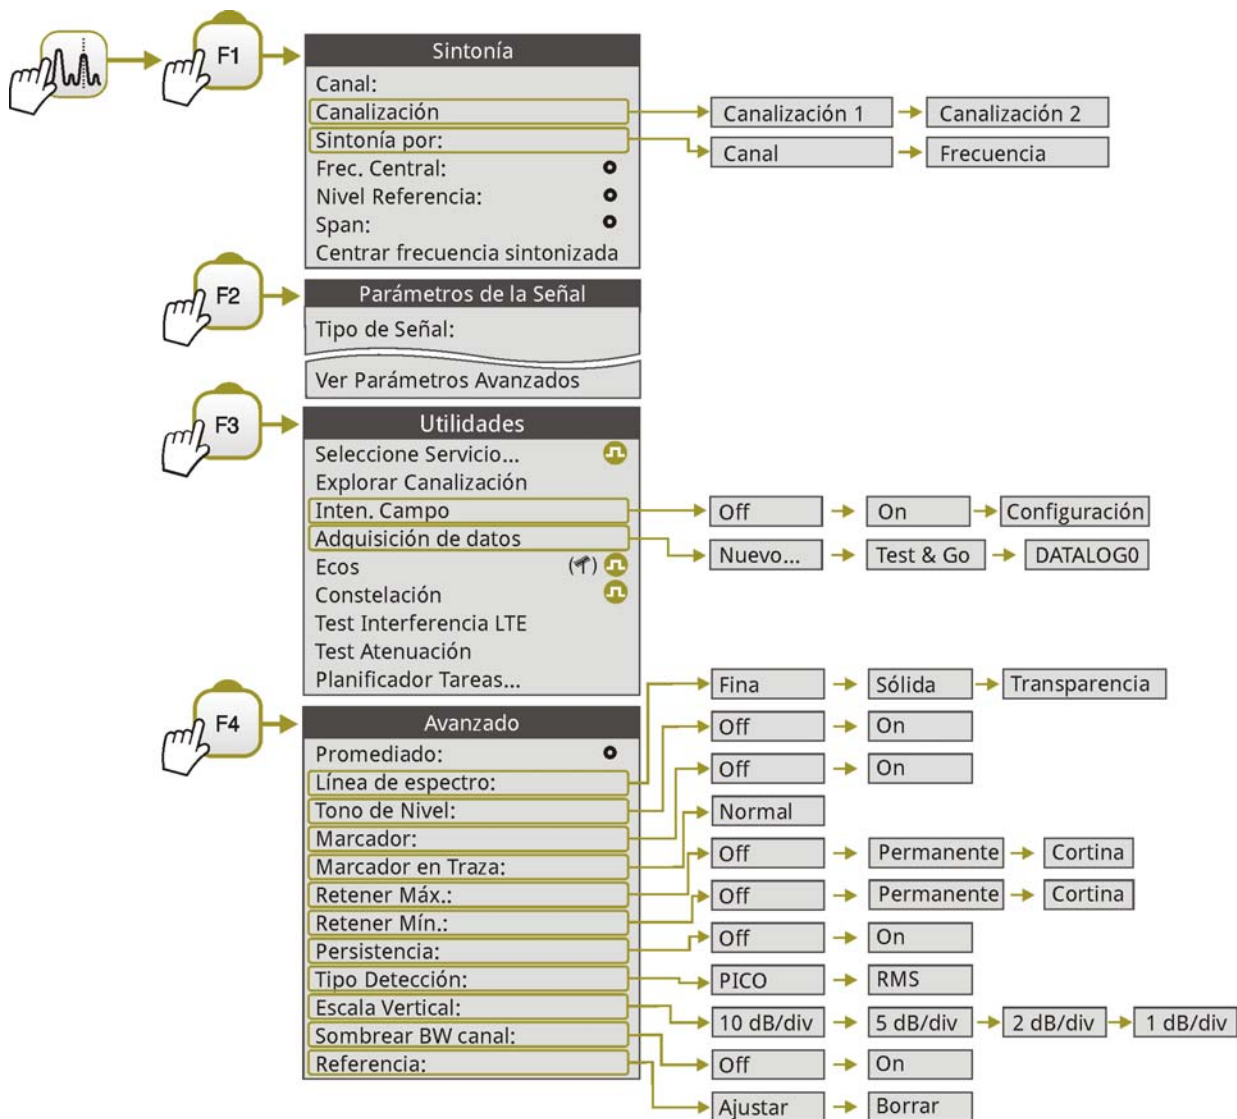 F1
Sintonía
Canal:
Canalización
Canalización 1
Canalización 2
Sintonía por:
Canal
Frecuencia
Frec. Central:
Nivel Referencia:
Span:
Centrar frecuencia sintonizada
F2
Parámetros de la Señal
Tipo de Señal:
Ver Parámetros Avanzados
F3
Utilidades
Seleccione Servicio...
Explorar Canalización
Inten. Campo
Off
On
Configuración
Adquisición de datos
Nuevo...
Test & Go
DATALOG0
Ecos
Constelación
Test Interferencia LTE
Test Atenuación
Planificador Tareas...
F4
Avanzado
Promediado:
Línea de espectro:
Fina
Sólida
Transparencia
Tono de Nivel:
Off
On
Marcador:
Off
On
Marcador en Traza:
Normal
Retener Máx.:
Off
Permanente
Cortina
Retener Mín.:
Off
Permanente
Cortina
Persistencia:
Off
On
Tipo Detección:
PICO
RMS
Escala Vertical:
10 dB/div
5 dB/div
2 dB/div
1 dB/div
Sombrear BW canal:
Off
On
Referencia:
Ajustar
Borrar